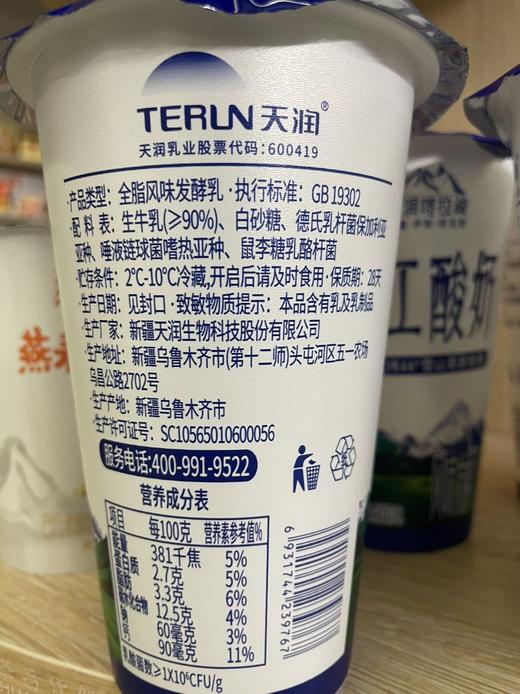 TERUN天润®
天润乳业股票代码:600419
·产品类型: 全脂风味发酵乳 ·执行标准: GB 19302
·配 料 表: 生牛乳(≥90%)、白砂糖、德氏乳杆菌保加利亚
亚种、唾液链球菌嗜热亚种、鼠李糖乳酪杆菌
·贮存条件: 2°C-10°C冷藏,开启后请及时食用·保质期: 28天
·生产日期: 见封口·致敏物质提示: 本品含有乳及乳制品
·生产厂家: 新疆天润生物科技股份有限公司
·生产地址: 新疆乌鲁木齐市(第十二师)头屯河区五一农场
乌昌公路2702号
·生产产地: 新疆乌鲁木齐市
·生产许可证号: SC10565010600056
服务电话:400-991-9522
营养成分表
项目 每100克 营养素参考值%
能量 381千焦 5%
蛋白质 2.7克 5%
脂肪 3.3克 6%
碳水化合物 12.5克 4%
钠 60毫克 3%
钙 90毫克 11%
乳酸菌数≥1X10⁶CFU/g
6921744239767
工酸奶
燕